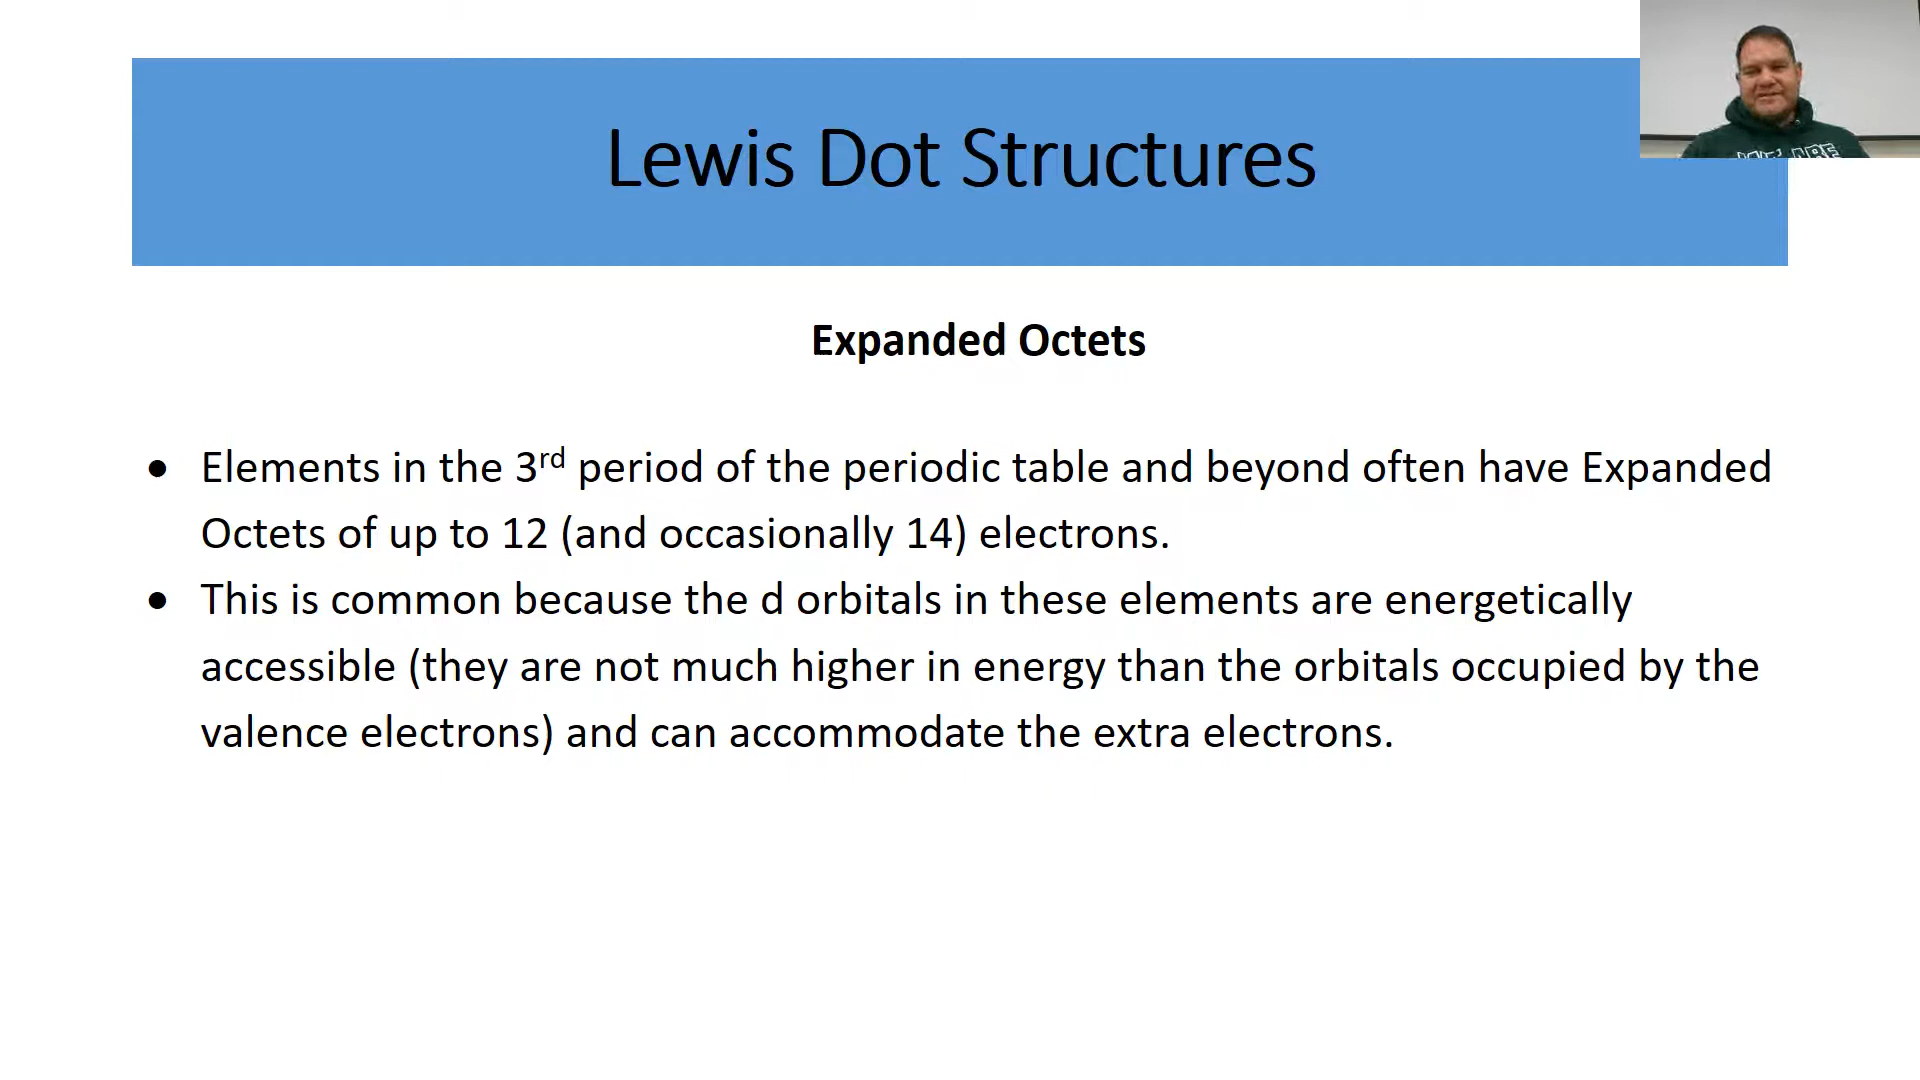 Lewis Dot Structures
WE ARE
Expanded Octets
• Elements in the 3rd period of the periodic table and beyond often have Expanded
Octets of up to 12 (and occasionally 14) electrons.
• This is common because the d orbitals in these elements are energetically
accessible (they are not much higher in energy than the orbitals occupied by the
valence electrons) and can accommodate the extra electrons.